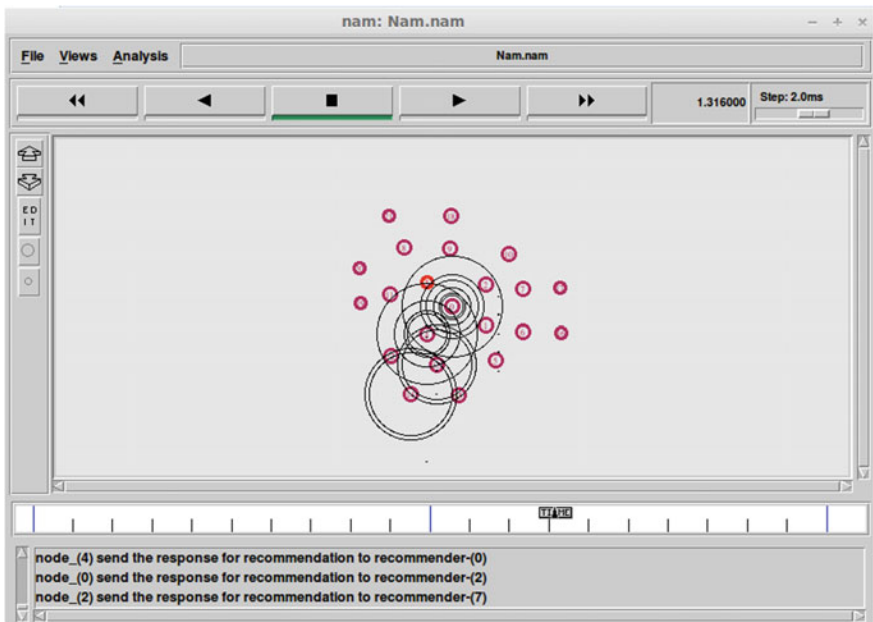 nam: Nam.nam
File Views Analysis Nam.nam
1.316000 Step: 2.0ms
ED
IT
TIME
node_(4) send the response for recommendation to recommender-(0)
node_(0) send the response for recommendation to recommender-(2)
node_(2) send the response for recommendation to recommender-(7)